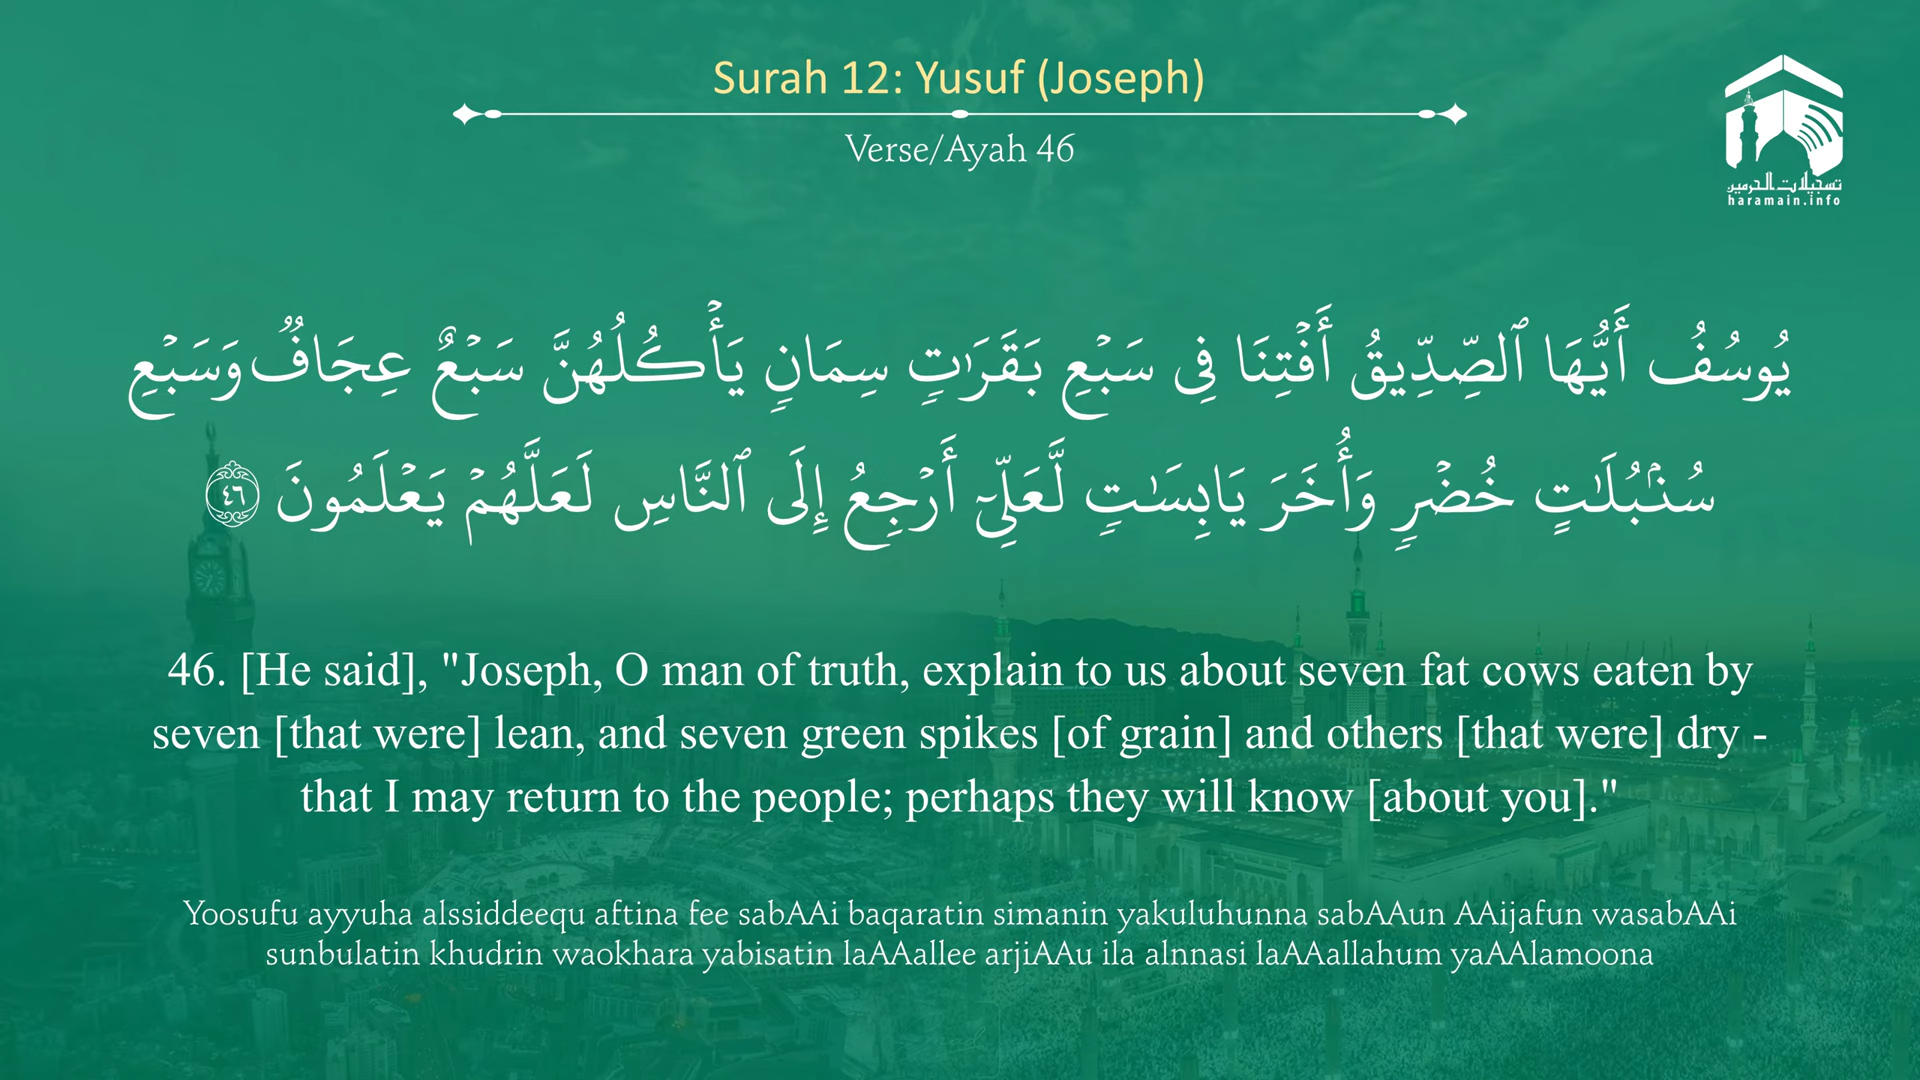 Surah 12: Yusuf (Joseph)
Verse/Ayah 46
تسجيلات الحرمين
haramain.info
يُوسُفُ أَيُّهَا ٱلصِّدِّيقُ أَفْتِنَا فِى سَبْعِ بَقَرَٰتٍ سِمَانٍ يَأْكُلُهُنَّ سَبْعٌ عِجَافٌ وَسَبْعِ
سُنۢبُلَٰتٍ خُضْرٍ وَأُخَرَ يَابِسَٰتٍ لَّعَلِّىٓ أَرْجِعُ إِلَى ٱلنَّاسِ لَعَلَّهُمْ يَعْلَمُونَ ٤٦
46. [He said], "Joseph, O man of truth, explain to us about seven fat cows eaten by
seven [that were] lean, and seven green spikes [of grain] and others [that were] dry -
that I may return to the people; perhaps they will know [about you]."
Yoosufu ayyuha alssiddeequ aftina fee sabAAi baqaratin simanin yakuluhunna sabAAun AAijafun wasabAAi
sunbulatin khudrin waokhara yabisatin laAAallee arjiAAu ila alnnasi laAAallahum yaAAlamoona